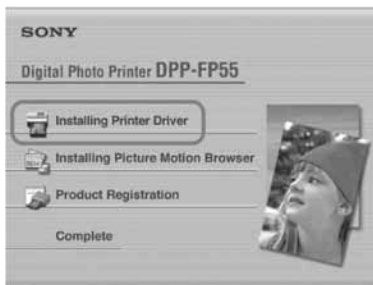 SONY
Digital Photo Printer DPP-FP55
Installing Printer Driver
Installing Picture Motion Browser
Product Registration
Complete